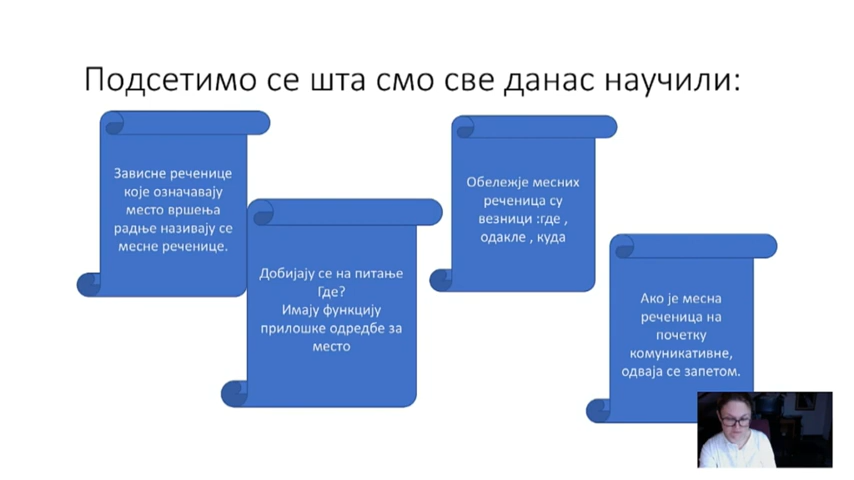 Подсетимо се шта смо све данас научили:
Зависне реченице
које означавају
место вршења
радње називају се
месне реченице.
Добијају се на питање
Где?
Имају функцију
прилошке одредбе за
место
Обележје месних
реченица су
везници :где ,
одакле , куда
Ако је месна
реченица на
почетку
комуникативне,
одваја се запетом.